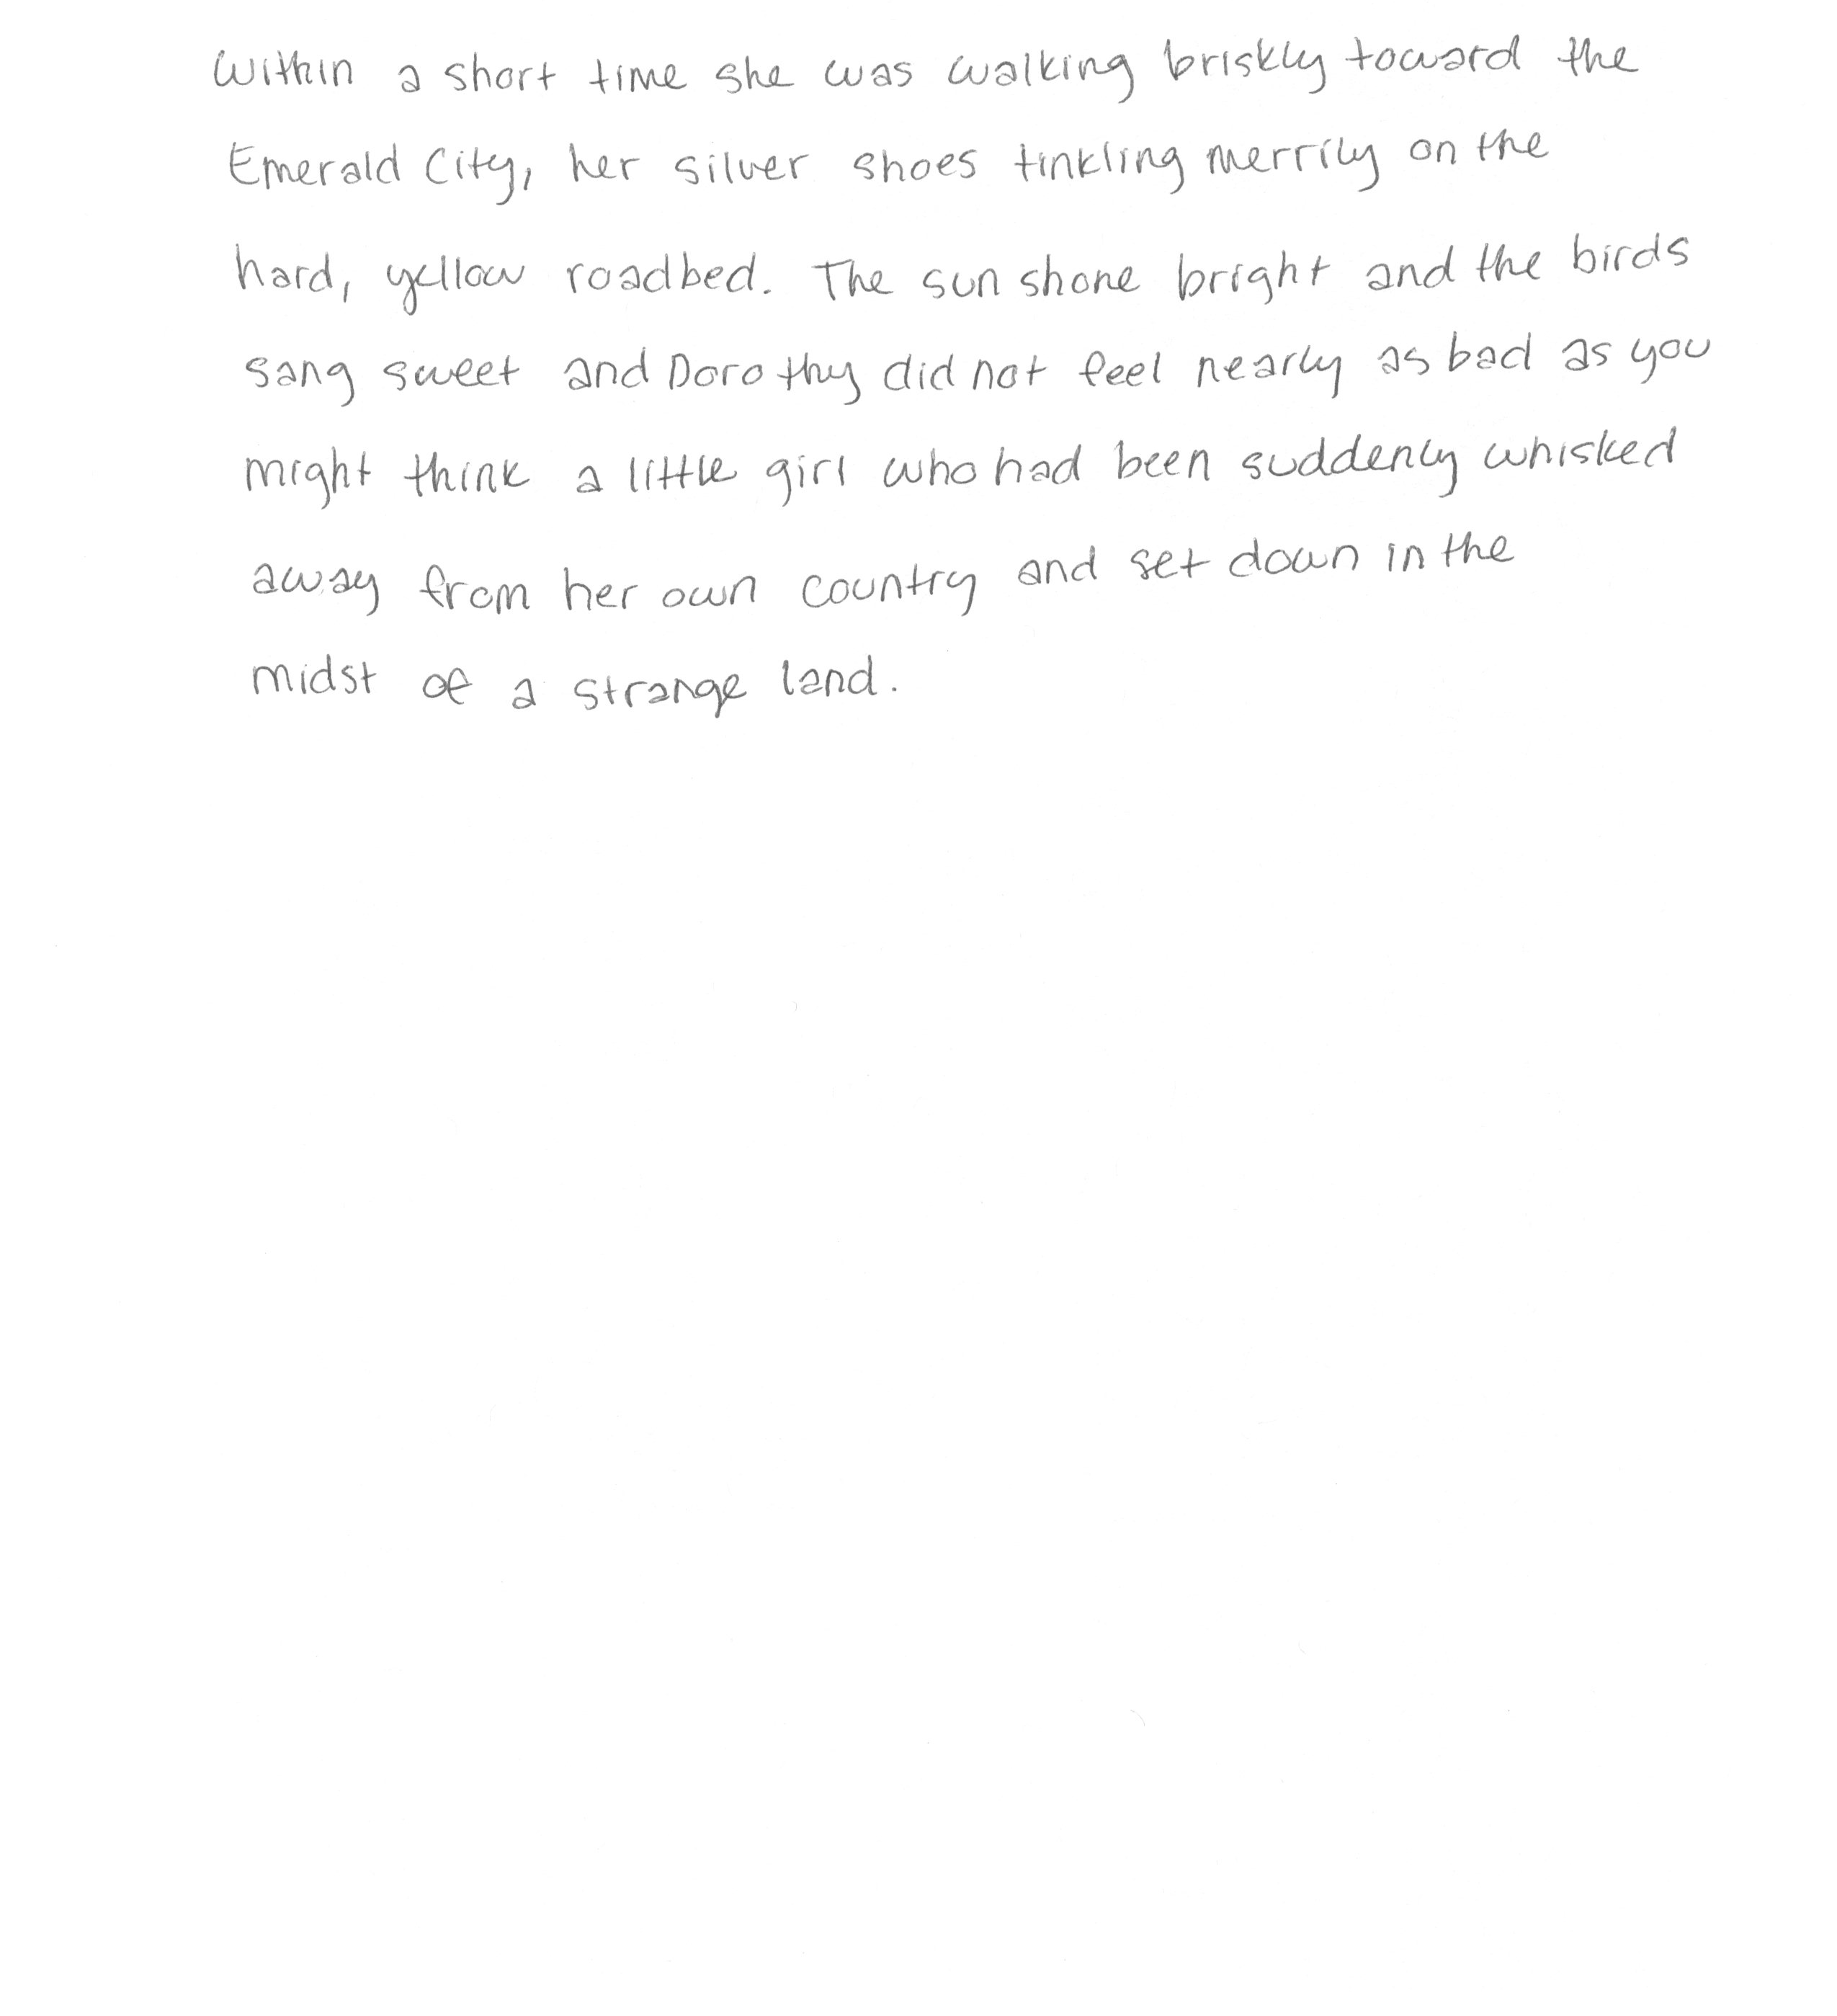 Within a short time she was walking briskly toward the
Emerald City, her silver shoes tinkling merrily on the
hard, yellow roadbed. The sun shone bright and the birds
sang sweet and Dorothy did not feel nearly as bad as you
might think a little girl who had been suddenly whisked
away from her own country and set down in the
midst of a strange land.